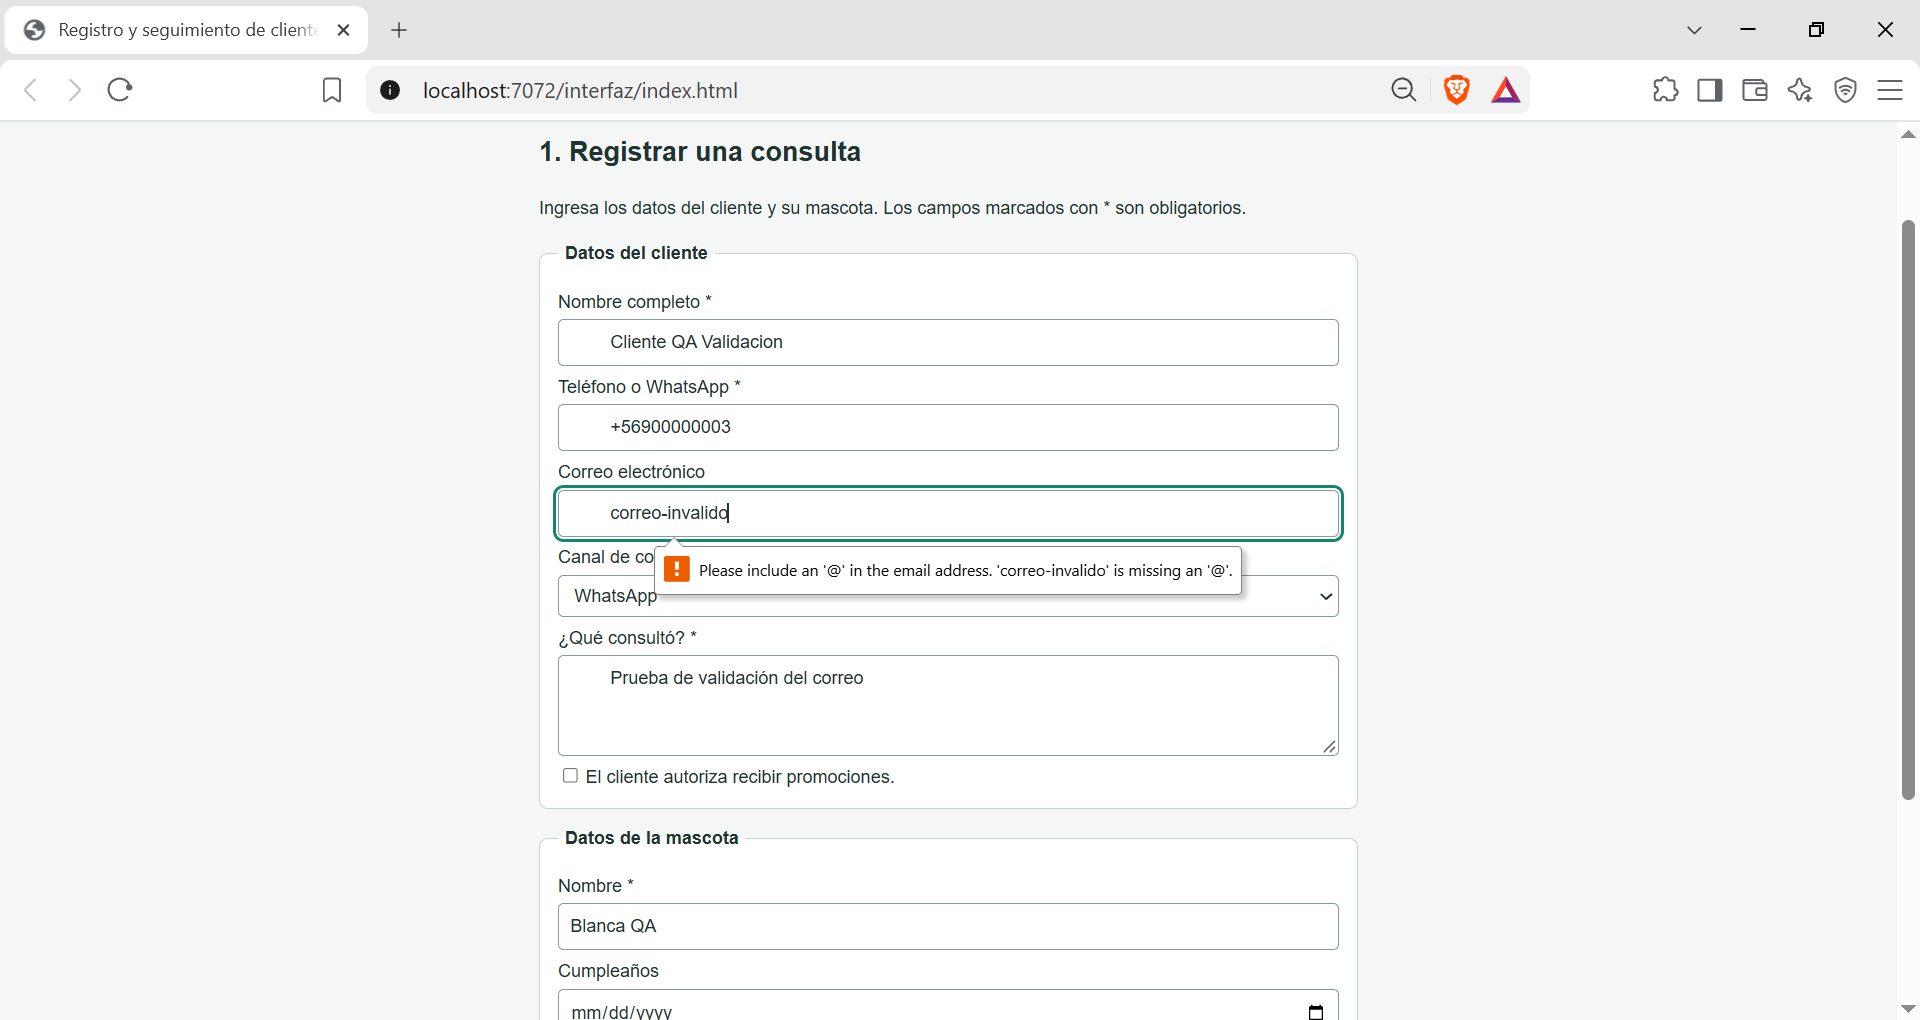 Registro y seguimiento de client
localhost:7072/interfaz/index.html
1. Registrar una consulta
Ingresa los datos del cliente y su mascota. Los campos marcados con * son obligatorios.
Datos del cliente
Nombre completo *
Cliente QA Validacion
Teléfono o WhatsApp *
+56900000003
Correo electrónico
correo-invalido
Canal de co
Please include an '@' in the email address. 'correo-invalido' is missing an '@'.
WhatsApp
¿Qué consultó? *
Prueba de validación del correo
El cliente autoriza recibir promociones.
Datos de la mascota
Nombre *
Blanca QA
Cumpleaños
mm/dd/yyyy